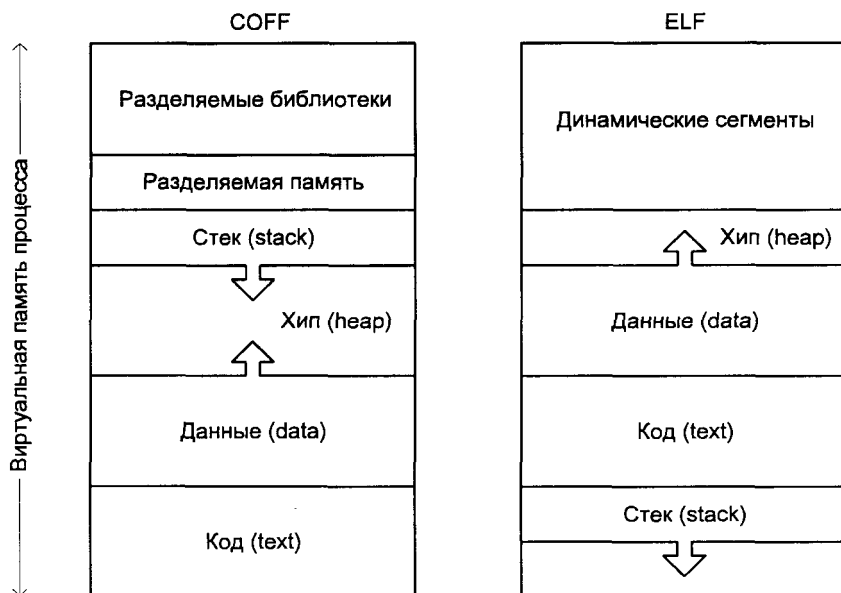 COFF
Разделяемые библиотеки
Разделяемая память
Стек (stack)
Хип (heap)
Данные (data)
Код (text)
Виртуальная память процесса
ELF
Динамические сегменты
Хип (heap)
Данные (data)
Код (text)
Стек (stack)